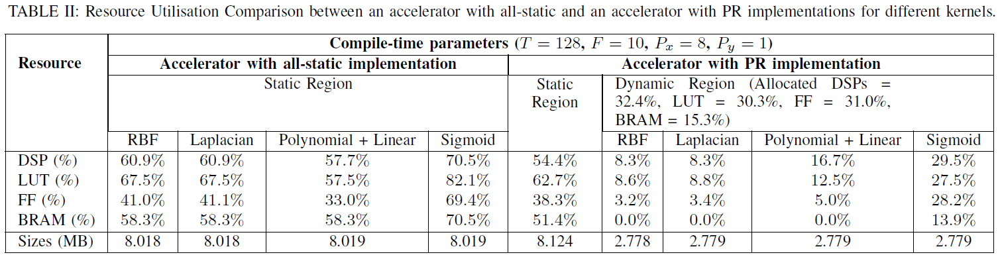 TABLE II: Resource Utilisation Comparison between an accelerator with all-static and an accelerator with PR implementations for different kernels.
Resource
Compile-time parameters (T = 128, F = 10, Pₓ = 8, P_y = 1)
Accelerator with all-static implementation Accelerator with PR implementation
Static Region
Static
Region
Dynamic Region (Allocated DSPs =
32.4%, LUT = 30.3%, FF = 31.0%,
BRAM = 15.3%)
RBF Laplacian Polynomial + Linear Sigmoid RBF Laplacian Polynomial + Linear Sigmoid
DSP (%) 60.9% 60.9% 57.7% 70.5% 54.4% 8.3% 8.3% 16.7% 29.5%
LUT (%) 67.5% 67.5% 57.5% 82.1% 62.7% 8.6% 8.8% 12.5% 27.5%
FF (%) 41.0% 41.1% 33.0% 69.4% 38.3% 3.2% 3.4% 5.0% 28.2%
BRAM (%) 58.3% 58.3% 58.3% 70.5% 51.4% 0.0% 0.0% 0.0% 13.9%
Sizes (MB) 8.018 8.018 8.019 8.019 8.124 2.778 2.779 2.779 2.779